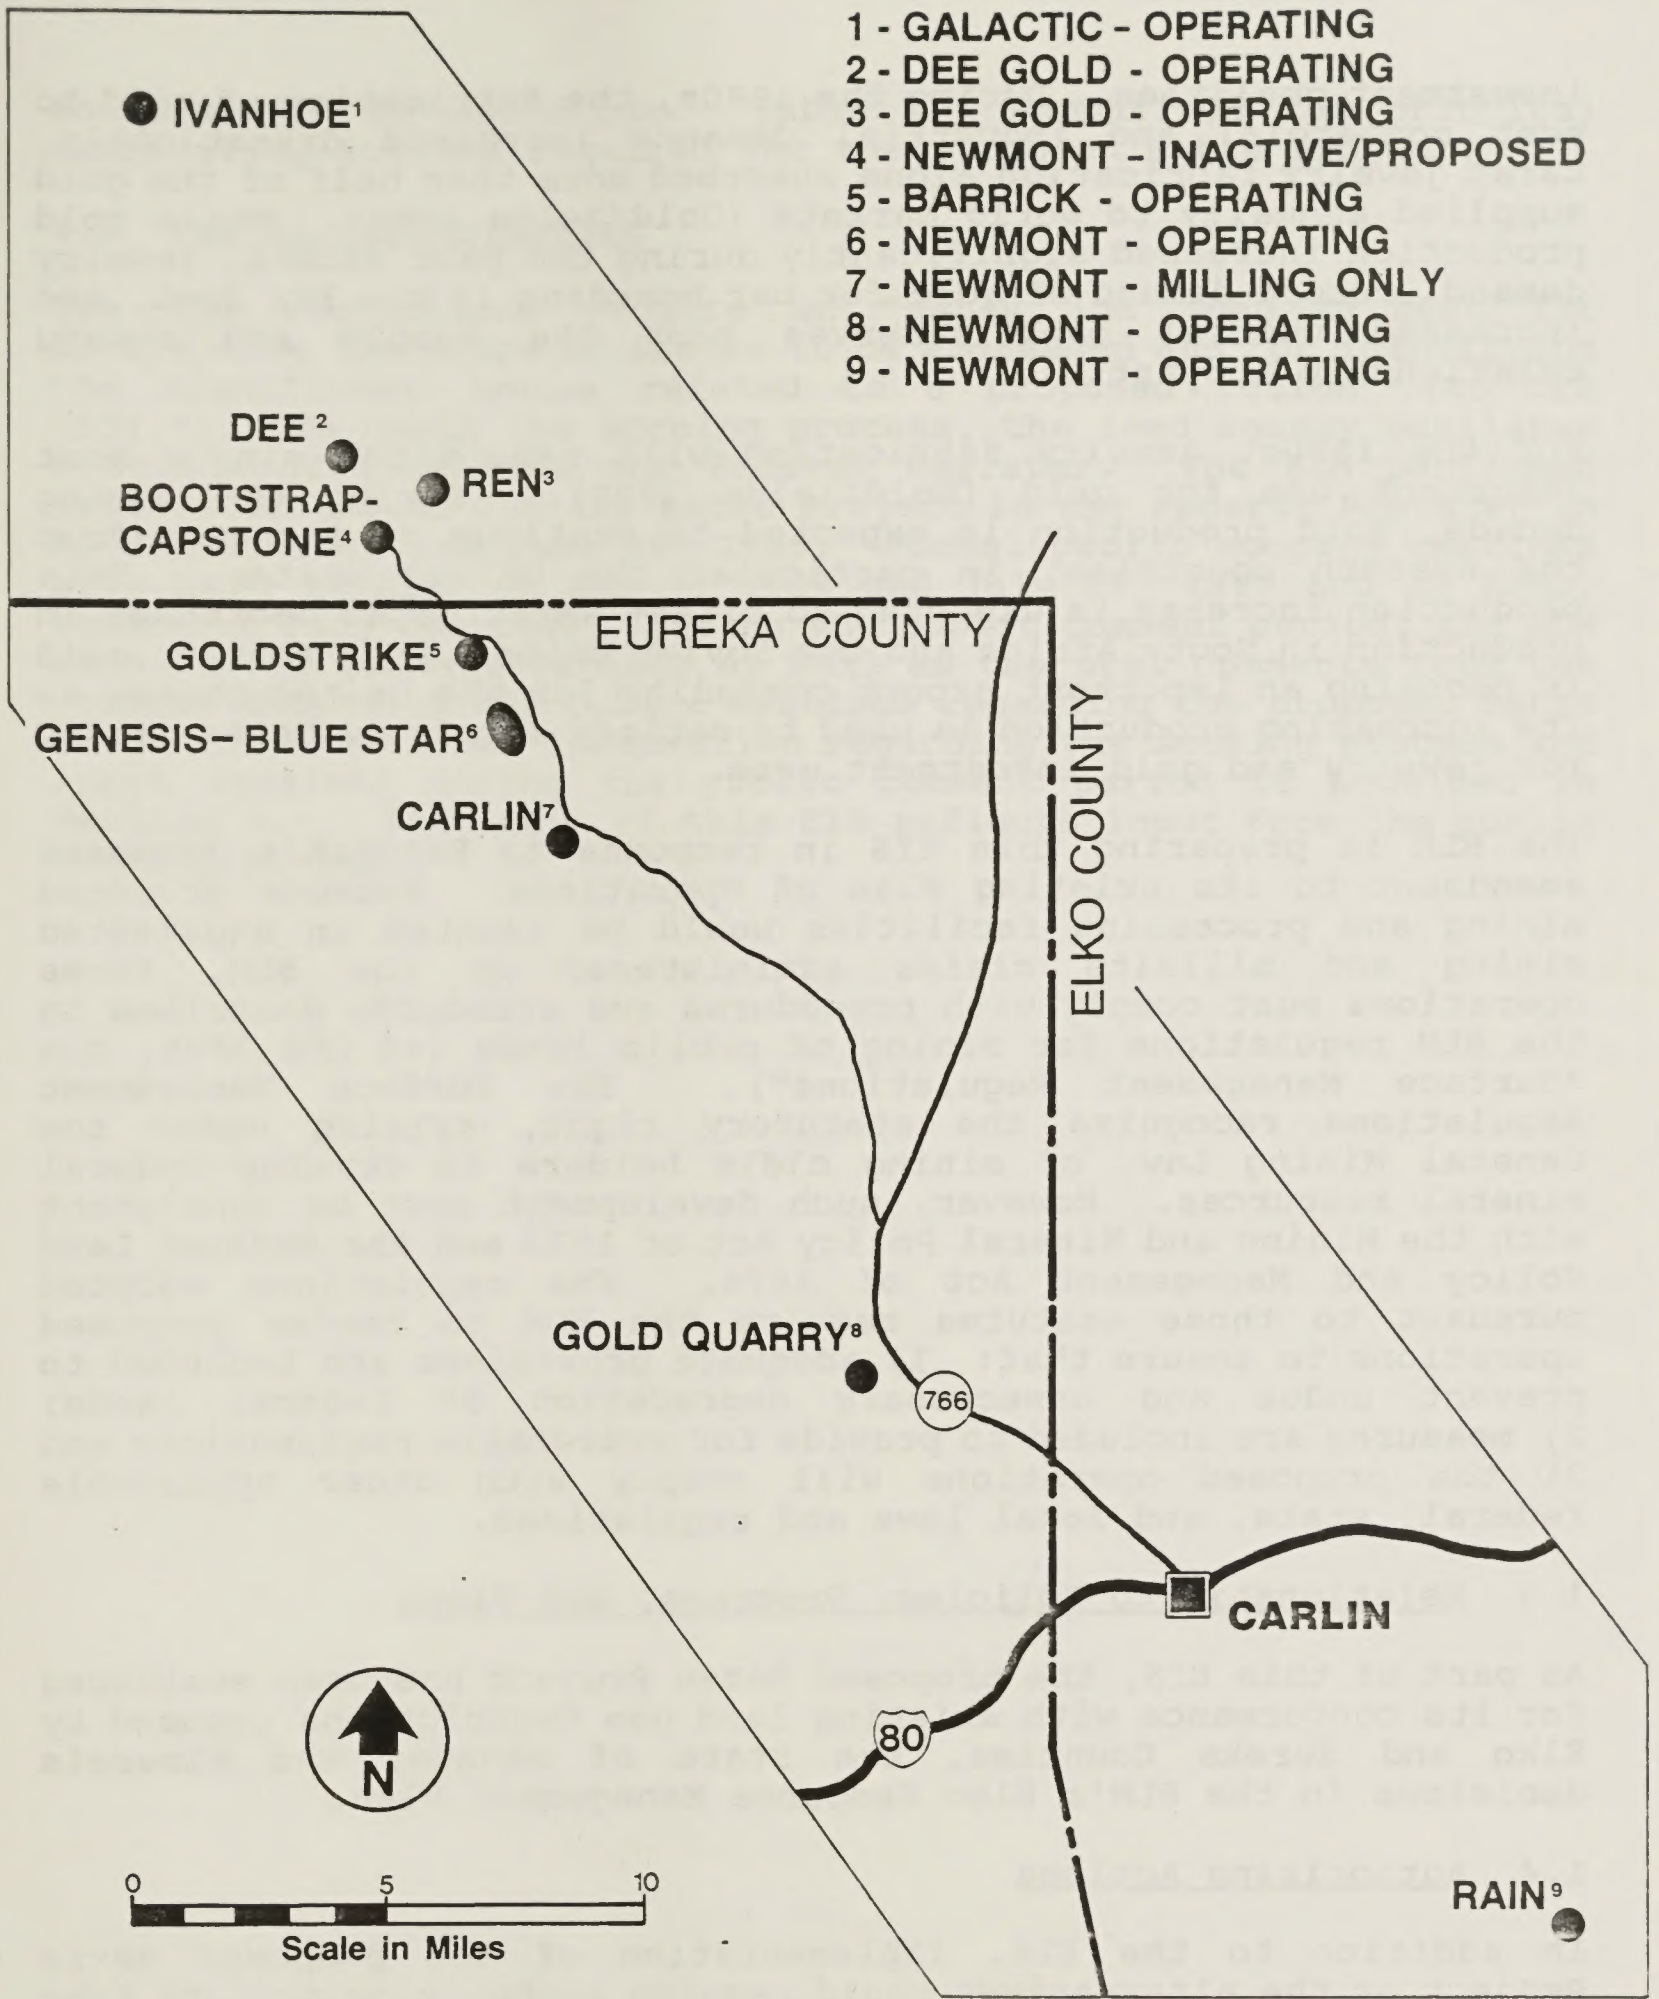 1 - GALACTIC - OPERATING
2 - DEE GOLD - OPERATING
3 - DEE GOLD - OPERATING
4 - NEWMONT - INACTIVE/PROPOSED
5 - BARRICK - OPERATING
6 - NEWMONT - OPERATING
7 - NEWMONT - MILLING ONLY
8 - NEWMONT - OPERATING
9 - NEWMONT - OPERATING
IVANHOE¹
DEE ²
REN³
BOOTSTRAP-
CAPSTONE⁴
EUREKA COUNTY
GOLDSTRIKE⁵
GENESIS-BLUE STAR⁶
CARLIN⁷
ELKO COUNTY
GOLD QUARRY⁸
766
CARLIN
80
N
0 5 10
Scale in Miles
RAIN⁹